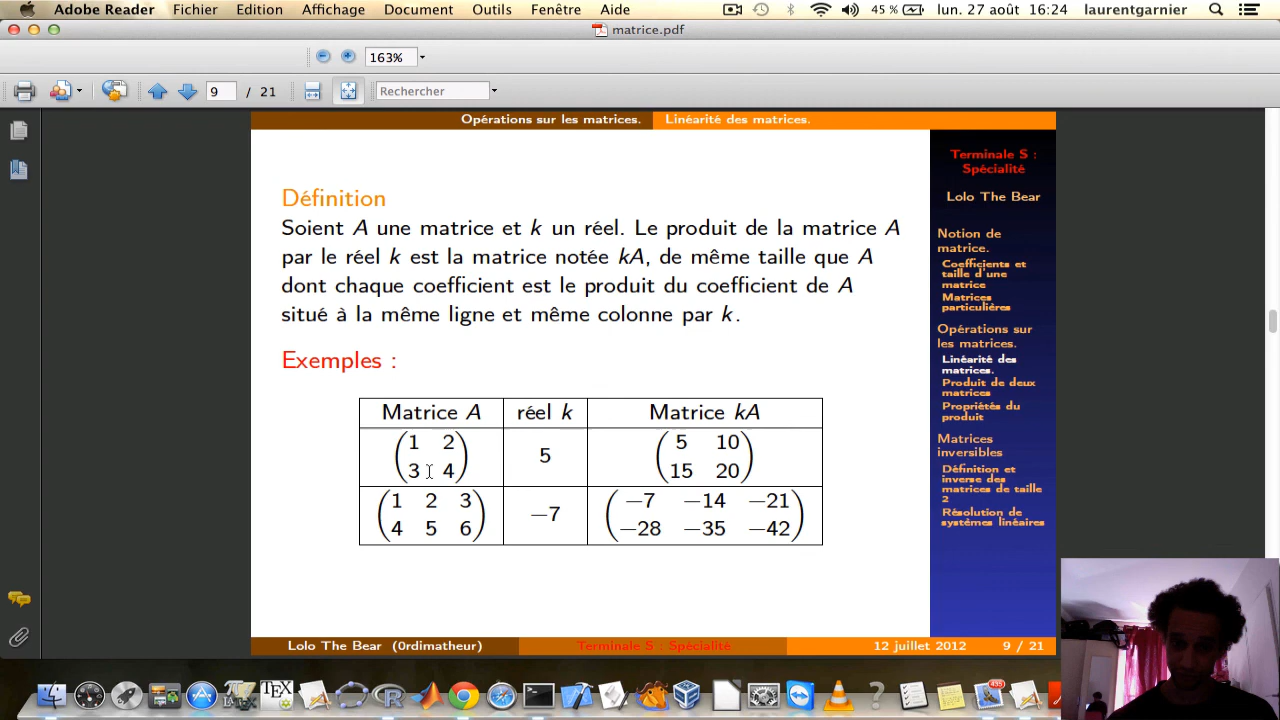 Adobe Reader Fichier Edition Affichage Document Outils Fenêtre Aide 45 % lun. 27 août 16:24 laurentgarnier
matrice.pdf
163%
9 / 21 Rechercher
Opérations sur les matrices. Linéarité des matrices.
Définition
Soient A une matrice et k un réel. Le produit de la matrice A
par le réel k est la matrice notée kA, de même taille que A
dont chaque coefficient est le produit du coefficient de A
situé à la même ligne et même colonne par k.
Exemples :
Matrice A réel k Matrice kA
(1 2) 5 (5 10)
(3 4) (15 20)
(1 2 3) −7 (−7 −14 −21)
(4 5 6) (−28 −35 −42)
Terminale S :
Spécialité
Lolo The Bear
Notion de
matrice.
Coefficients et
taille d'une
matrice
Matrices
particulières
Opérations sur
les matrices.
Linéarité des
matrices.
Produit de deux
matrices
Propriétés du
produit
Matrices
inversibles
Définition et
inverse des
matrices de taille
2
Résolution de
systèmes linéaires
Lolo The Bear (0rdimatheur) Terminale S : Spécialité 12 juillet 2012 9 / 21
TEX
R
435